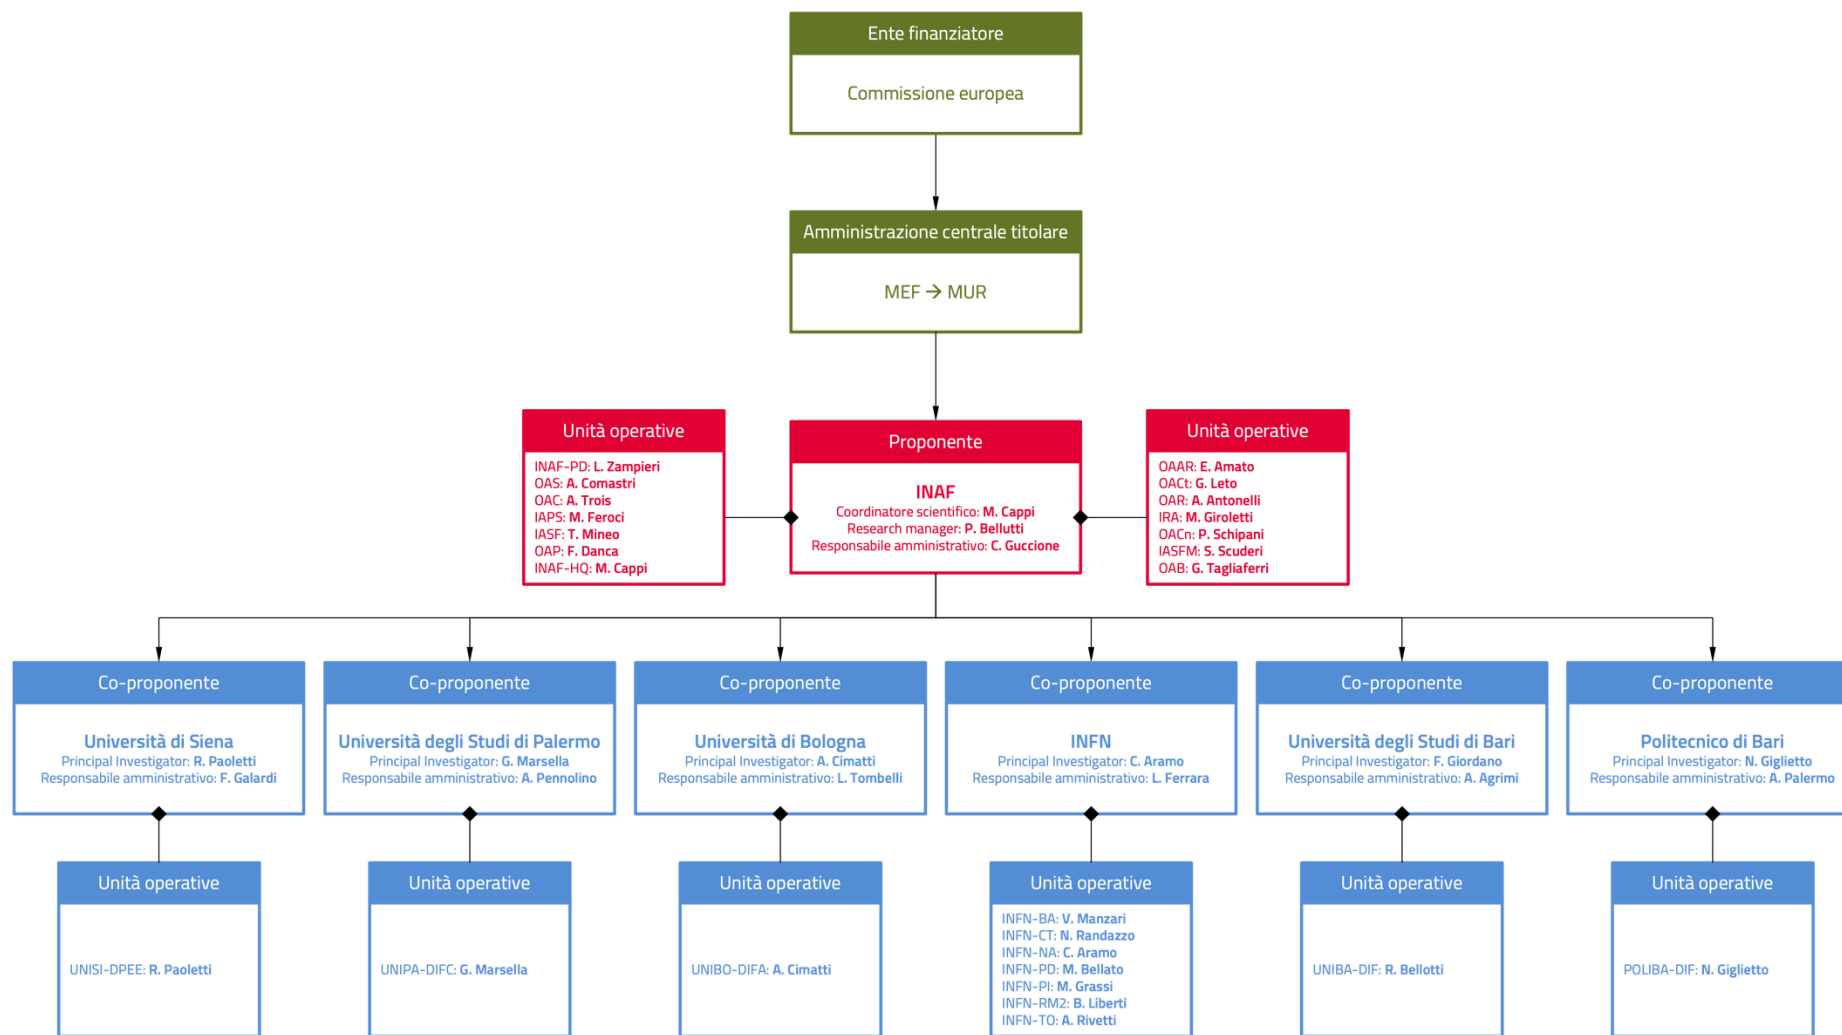 Ente finanziatore
Commissione europea
Amministrazione centrale titolare
MEF → MUR
Unità operative
INAF-PD: L. Zampieri
OAS: A. Comastri
OAC: A. Trois
IAPS: M. Feroci
IASF: T. Mineo
OAP: F. Danca
INAF-HQ: M. Cappi
Proponente
INAF
Coordinatore scientifico: M. Cappi
Research manager: P. Bellutti
Responsabile amministrativo: C. Guccione
Unità operative
OAAR: E. Amato
OACt: G. Leto
OAR: A. Antonelli
IRA: M. Giroletti
OACn: P. Schipani
IASFM: S. Scuderi
OAB: G. Tagliaferri
Co-proponente
Università di Siena
Principal Investigator: R. Paoletti
Responsabile amministrativo: F. Galardi
Co-proponente
Università degli Studi di Palermo
Principal Investigator: G. Marsella
Responsabile amministrativo: A. Pennolino
Co-proponente
Università di Bologna
Principal Investigator: A. Cimatti
Responsabile amministrativo: L. Tombelli
Co-proponente
INFN
Principal Investigator: C. Aramo
Responsabile amministrativo: L. Ferrara
Co-proponente
Università degli Studi di Bari
Principal Investigator: F. Giordano
Responsabile amministrativo: A. Agrimi
Co-proponente
Politecnico di Bari
Principal Investigator: N. Giglietto
Responsabile amministrativo: A. Palermo
Unità operative
UNISI-DPEE: R. Paoletti
Unità operative
UNIPA-DIFC: G. Marsella
Unità operative
UNIBO-DIFA: A. Cimatti
Unità operative
INFN-BA: V. Manzari
INFN-CT: N. Randazzo
INFN-NA: C. Aramo
INFN-PD: M. Bellato
INFN-PI: M. Grassi
INFN-RM2: B. Liberti
INFN-TO: A. Rivetti
Unità operative
UNIBA-DIF: R. Bellotti
Unità operative
POLIBA-DIF: N. Giglietto